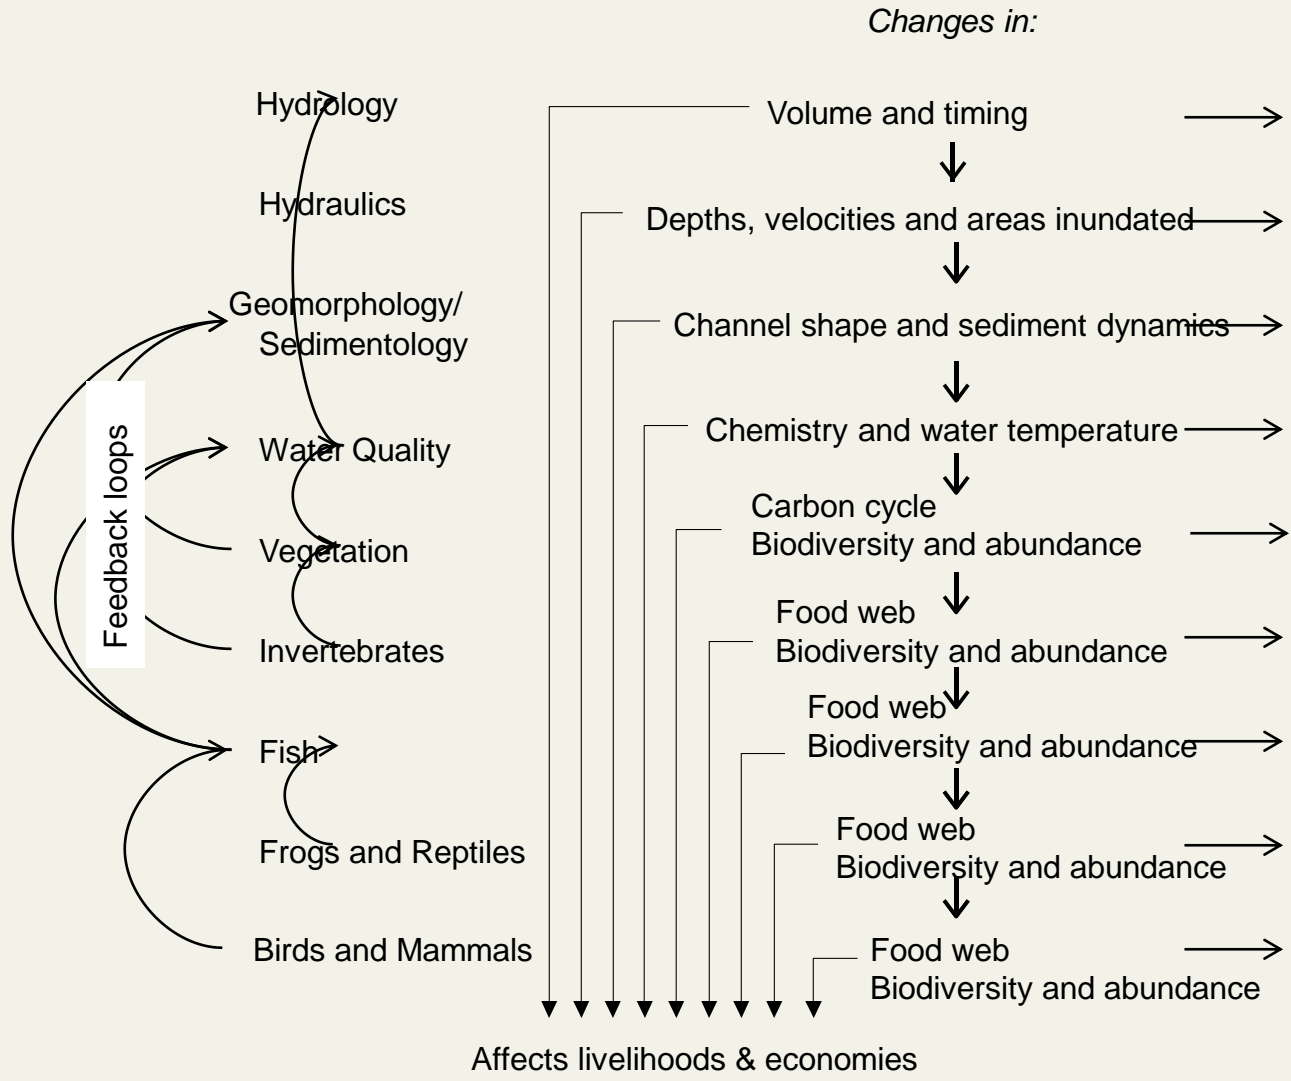 Changes in:
Hydrology
Volume and timing
Hydraulics
Depths, velocities and areas inundated
Geomorphology/
Sedimentology
Channel shape and sediment dynamics
Feedback loops
Water Quality
Chemistry and water temperature
Vegetation
Carbon cycle
Biodiversity and abundance
Invertebrates
Food web
Biodiversity and abundance
Fish
Food web
Biodiversity and abundance
Frogs and Reptiles
Food web
Biodiversity and abundance
Birds and Mammals
Food web
Biodiversity and abundance
Affects livelihoods & economies